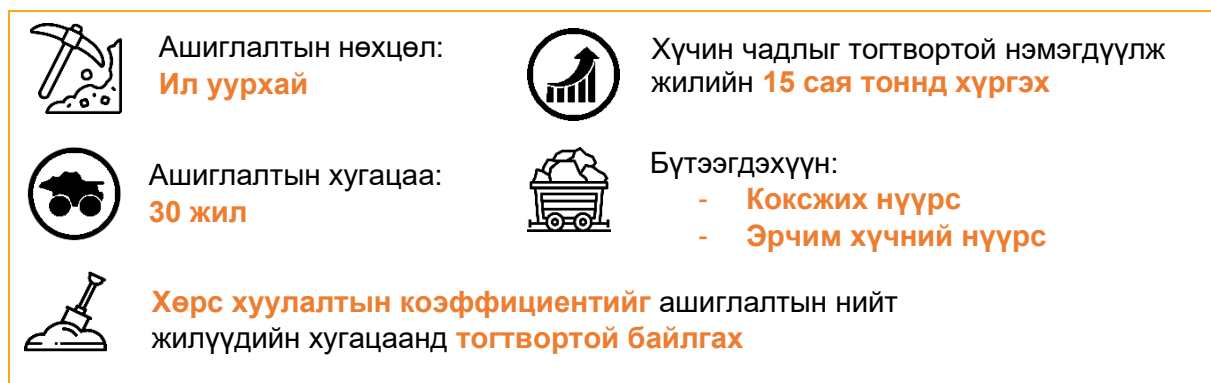 Ашиглалтын нөхцөл:
Ил уурхай
Хүчин чадлыг тогтвортой нэмэгдүүлж
жилийн 15 сая тоннд хүргэх
Ашиглалтын хугацаа:
30 жил
Бүтээгдэхүүн:
- Коксжих нүүрс
- Эрчим хүчний нүүрс
Хөрс хуулалтын коэффициентийг ашиглалтын нийт
жилүүдийн хугацаанд тогтвортой байлгах